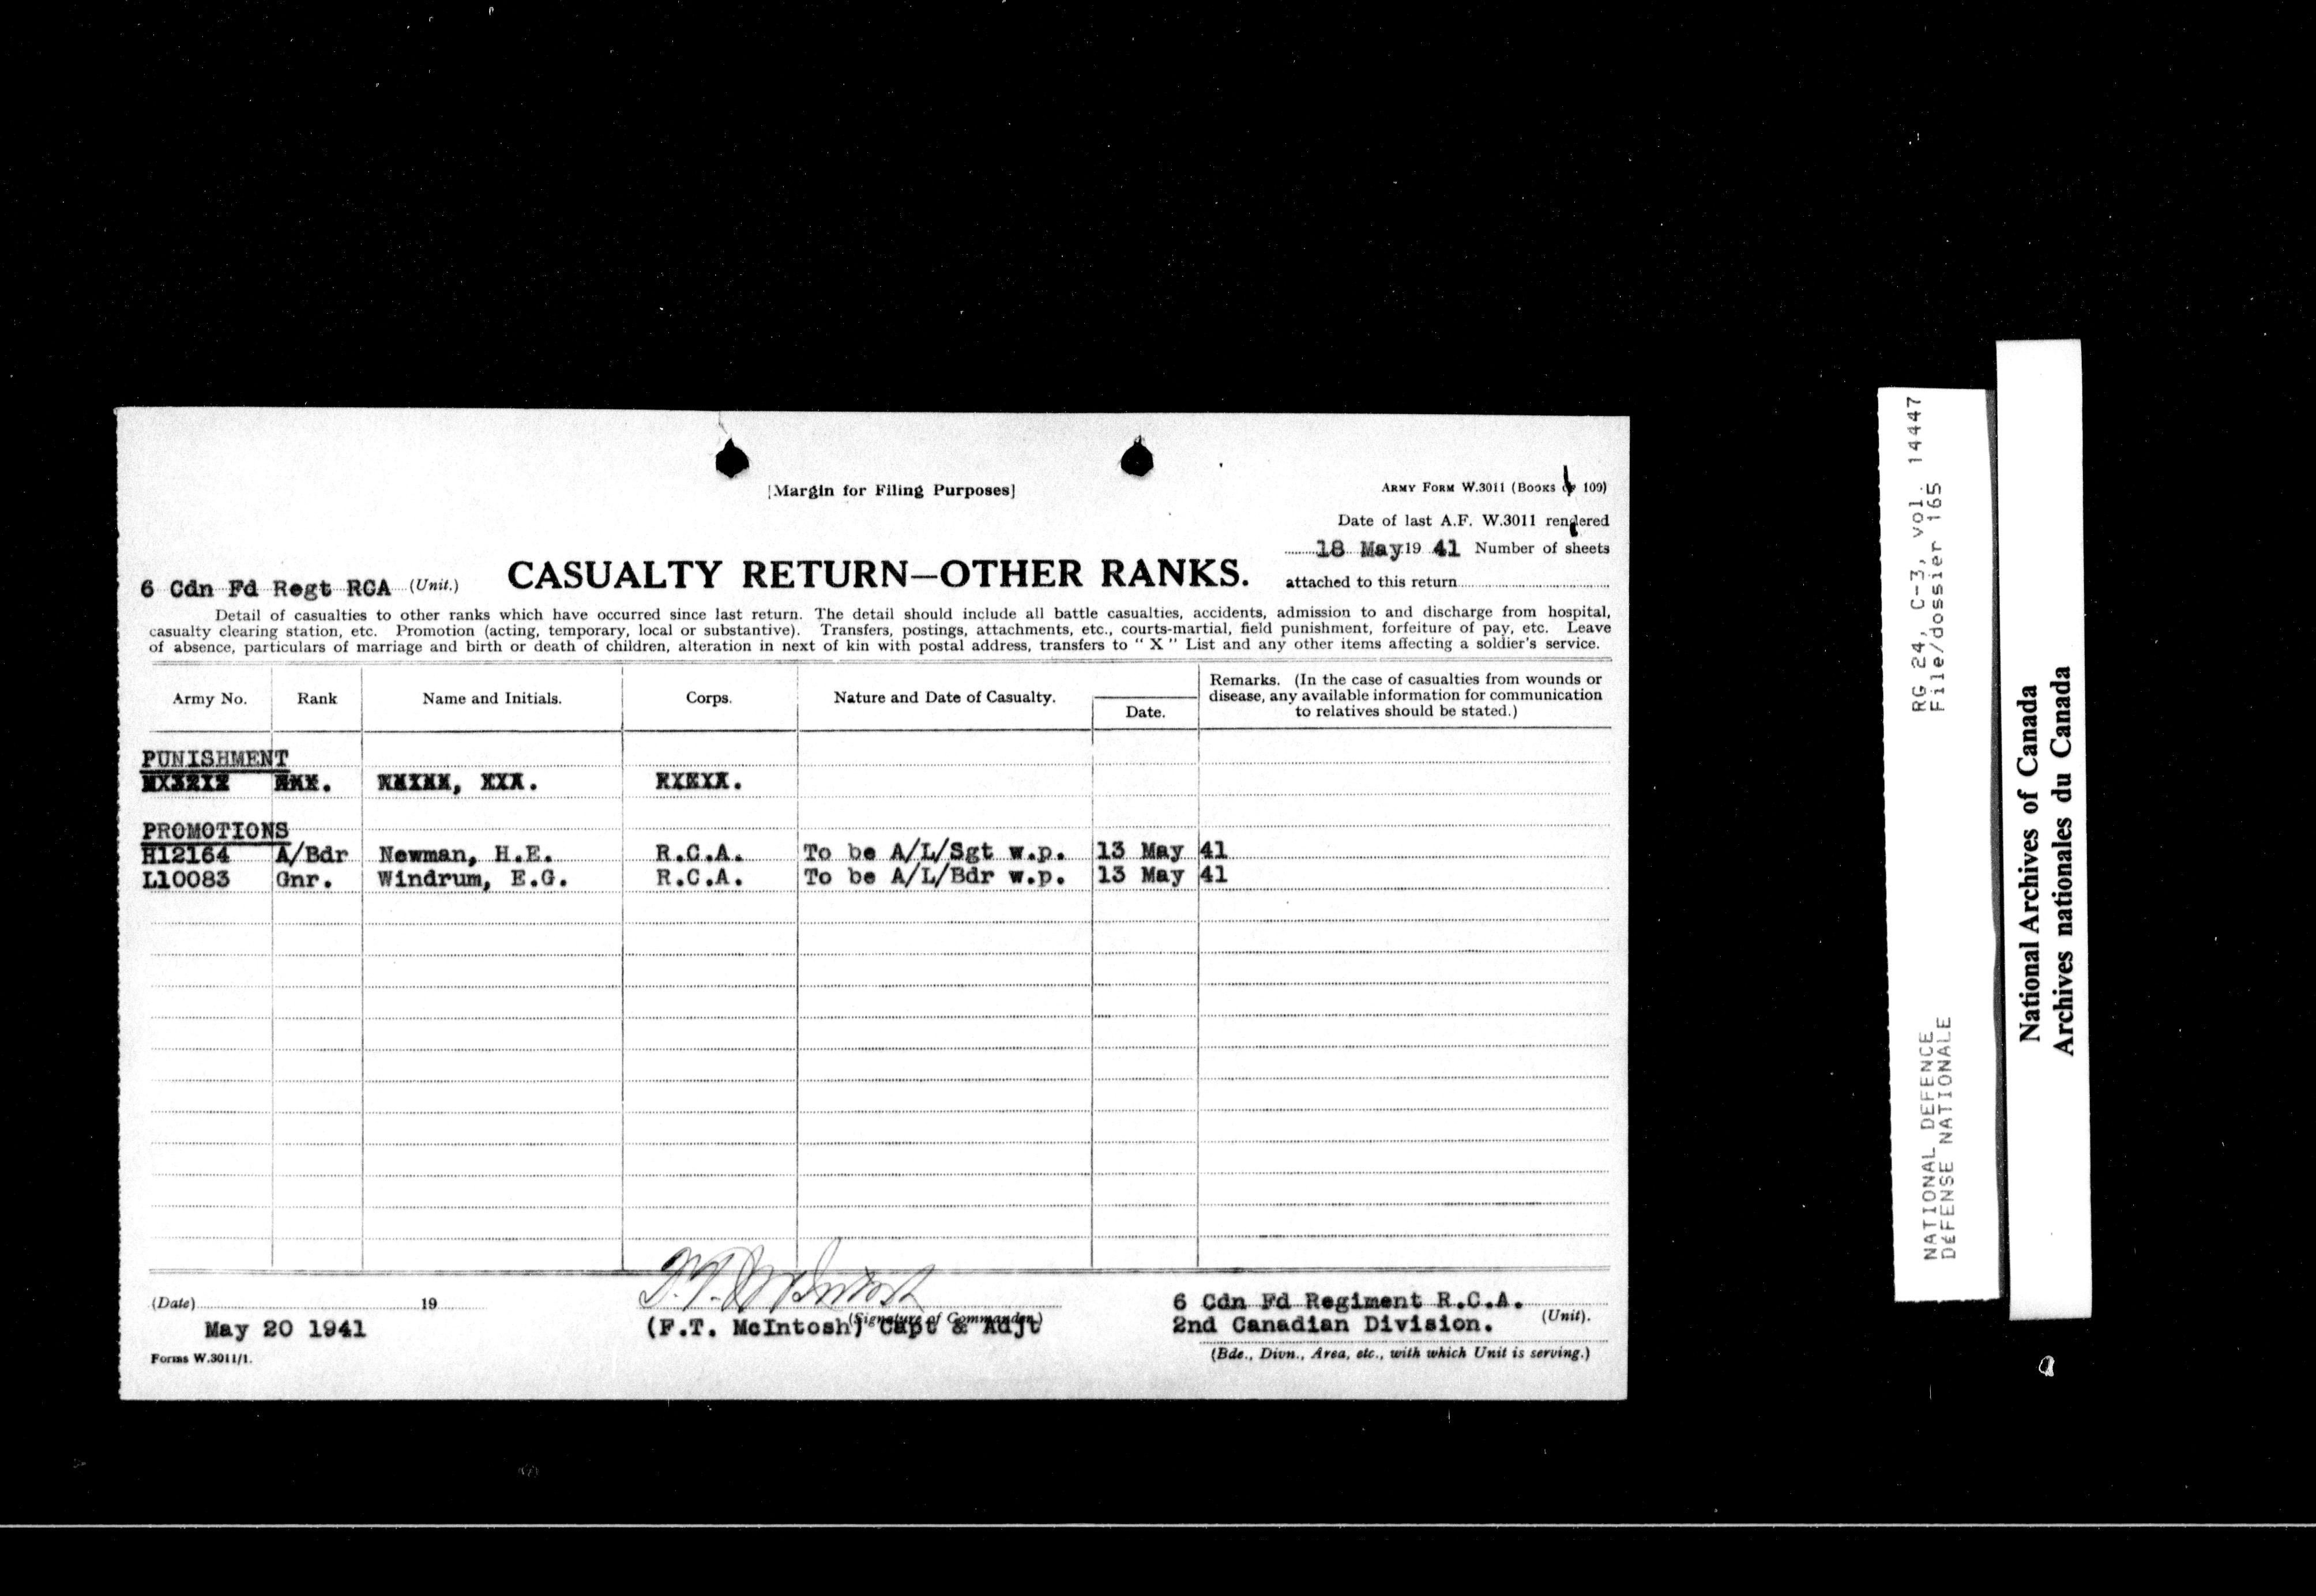 [Margin for Filing Purposes]
ARMY FORM W.3011 (BOOKS OF 100)
Date of last A.F. W.3011 rendered
18 May 19 41 Number of sheets
attached to this return
6 Cdn Fd Regt RCA (Unit.)
CASUALTY RETURN—OTHER RANKS.
Detail of casualties to other ranks which have occurred since last return. The detail should include all battle casualties, accidents, admission to and discharge from hospital,
casualty clearing station, etc. Promotion (acting, temporary, local or substantive). Transfers, postings, attachments, etc., courts-martial, field punishment, forfeiture of pay, etc. Leave
of absence, particulars of marriage and birth or death of children, alteration in next of kin with postal address, transfers to " X " List and any other items affecting a soldier's service.
Army No. Rank Name and Initials. Corps. Nature and Date of Casualty. Date. Remarks. (In the case of casualties from wounds or
disease, any available information for communication
to relatives should be stated.)
PUNISHMENT
PROMOTIONS
H12164 A/Bdr Newman, H.E. R.C.A. To be A/L/Sgt w.p. 13 May 41
L10083 Gnr. Windrum, E.G. R.C.A. To be A/L/Bdr w.p. 13 May 41
(Date) 19
May 20 1941
(Signature of Commander.)
(F.T. McIntosh) Capt & Adjt
6 Cdn Fd Regiment R.C.A.
2nd Canadian Division. (Unit).
(Bde., Divn., Area, etc., with which Unit is serving.)
Forms W.3011/1.
RG 24, C-3, vol. 14447
File/dossier 165
NATIONAL DEFENCE
DÉFENSE NATIONALE
National Archives of Canada
Archives nationales du Canada